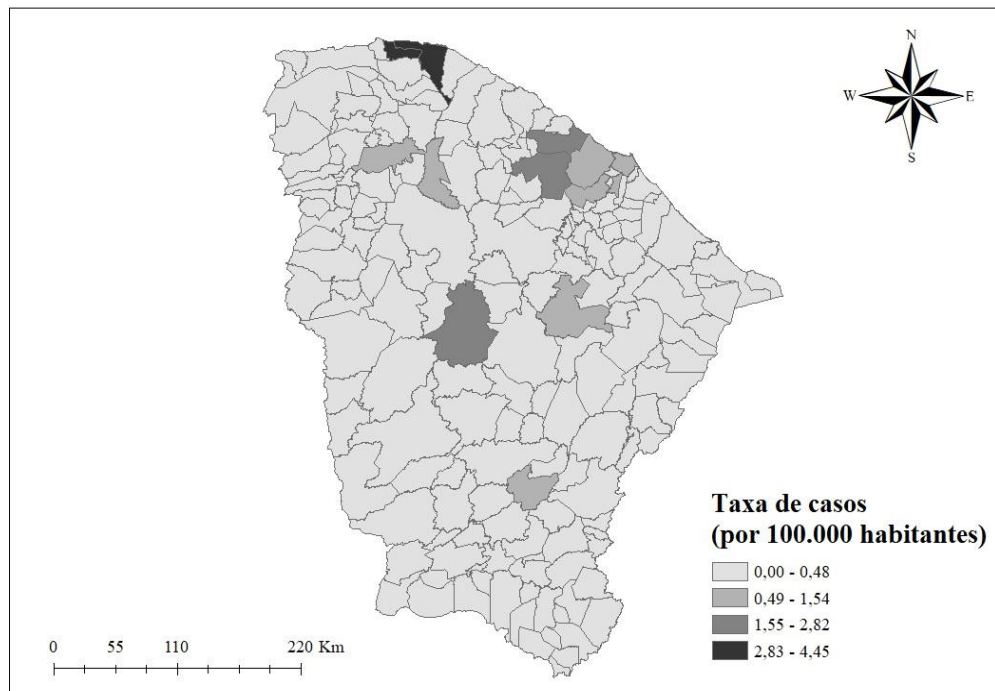 N
W E
S
Taxa de casos
(por 100.000 habitantes)
0,00 - 0,48
0,49 - 1,54
1,55 - 2,82
2,83 - 4,45
0 55 110 220 Km